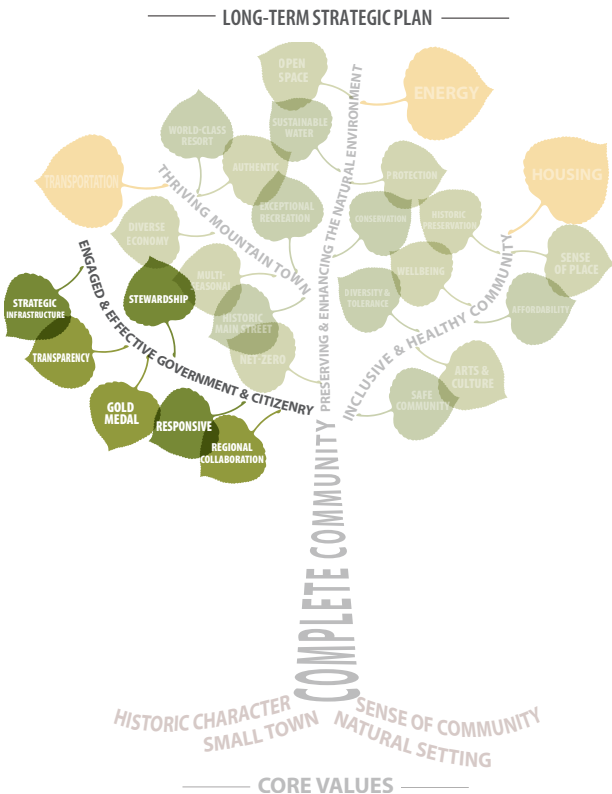 LONG-TERM STRATEGIC PLAN
OPEN
SPACE
ENERGY
WORLD-CLASS
RESORT
SUSTAINABLE
WATER
TRANSPORTATION
AUTHENTIC
PROTECTION
HOUSING
EXCEPTIONAL
RECREATION
CONSERVATION
HISTORIC
PRESERVATION
DIVERSE
ECONOMY
SENSE
OF PLACE
THRIVING MOUNTAIN TOWN
PRESERVING & ENHANCING THE NATURAL ENVIRONMENT
MULTI-
SEASONAL
WELLBEING
STRATEGIC
INFRASTRUCTURE
STEWARDSHIP
DIVERSITY &
TOLERANCE
AFFORDABILITY
HISTORIC
MAIN STREET
TRANSPARENCY
NET-ZERO
ENGAGED & EFFECTIVE GOVERNMENT & CITIZENRY
INCLUSIVE & HEALTHY COMMUNITY
ARTS &
CULTURE
SAFE
COMMUNITY
GOLD
MEDAL
RESPONSIVE
REGIONAL
COLLABORATION
COMPLETE COMMUNITY
HISTORIC CHARACTER
SENSE OF COMMUNITY
SMALL TOWN
NATURAL SETTING
CORE VALUES